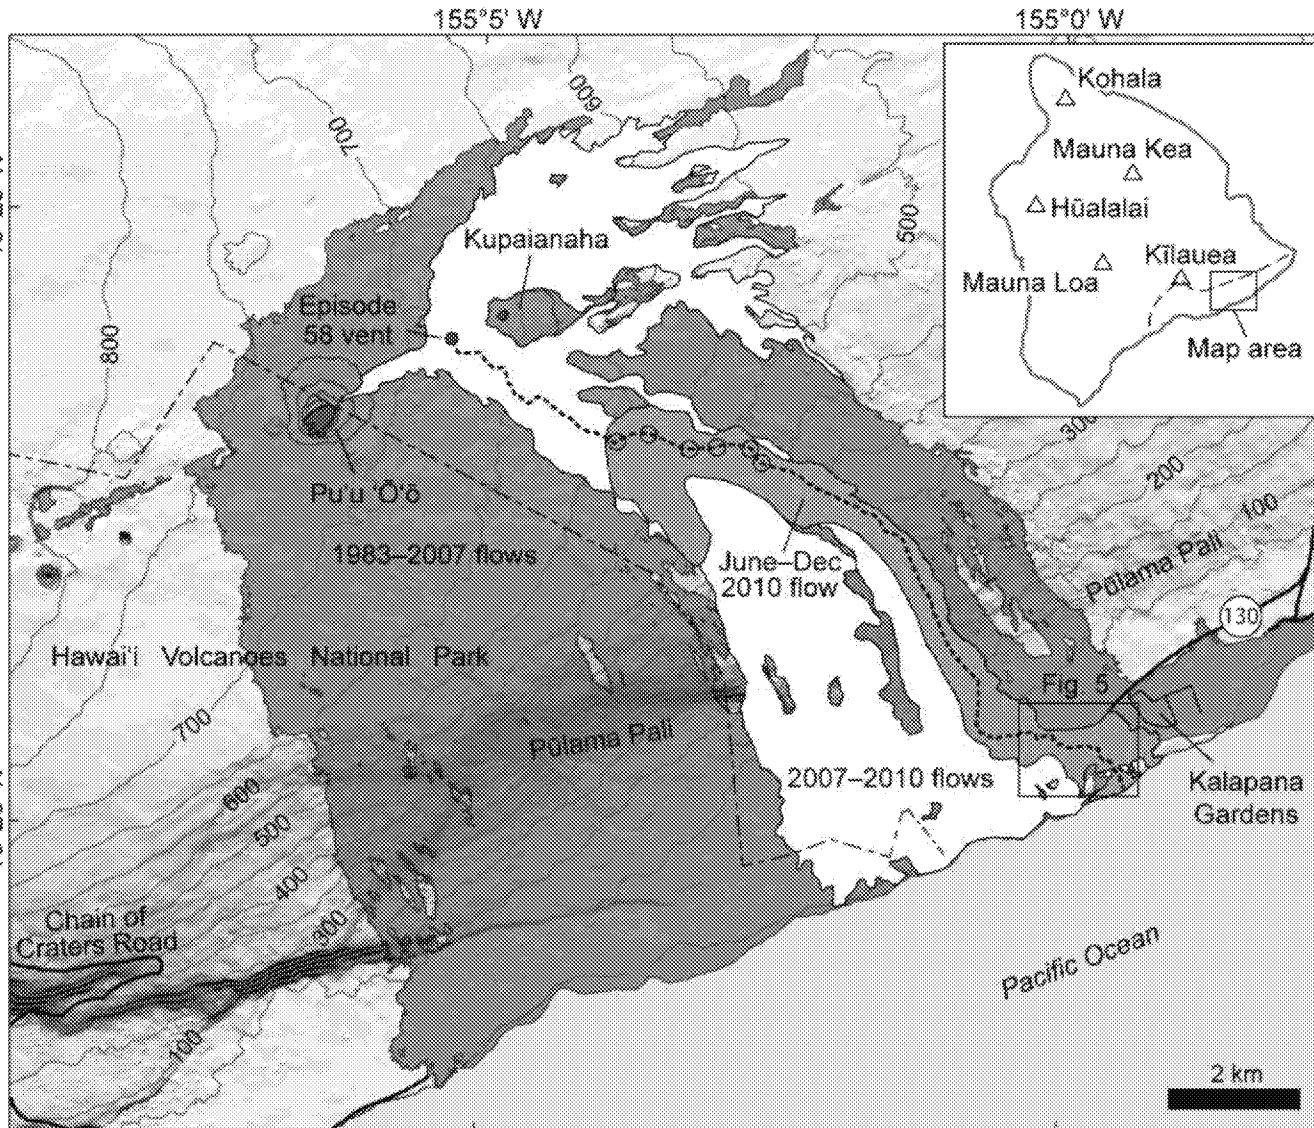 155°5' W
155°0' W
Kohala
Mauna Kea
Hūalalai
Mauna Loa
Kīlauea
Map area
600
700
500
800
Kupaianaha
Episode
58 vent
300
200
100
Pu'u 'Ō'ō
1983–2007 flows
June–Dec
2010 flow
Pūlama Pali
130
Hawai'i Volcanoes National Park
Fig. 5
700
Pūlama Pali
2007–2010 flows
Kalapana
Gardens
600
500
400
300
Chain of
Craters Road
Pacific Ocean
100
2 km